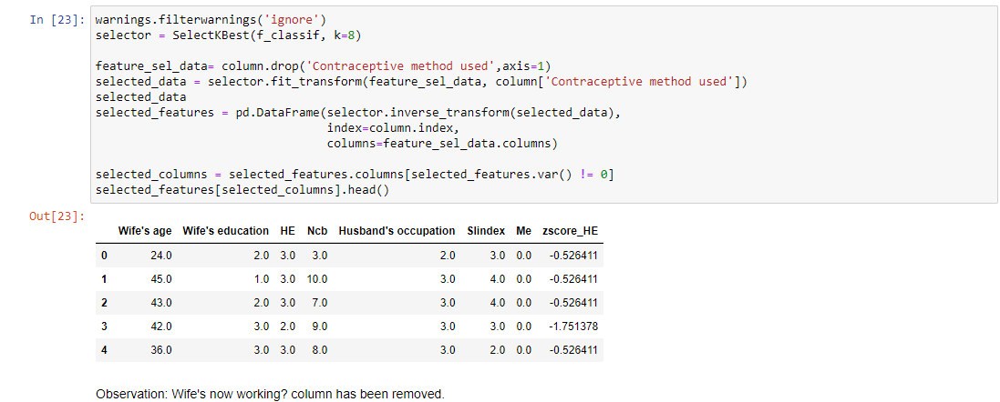 In [23]: warnings.filterwarnings('ignore')
selector = SelectKBest(f_classif, k=8)
feature_sel_data= column.drop('Contraceptive method used',axis=1)
selected_data = selector.fit_transform(feature_sel_data, column['Contraceptive method used'])
selected_data
selected_features = pd.DataFrame(selector.inverse_transform(selected_data),
index=column.index,
columns=feature_sel_data.columns)
selected_columns = selected_features.columns[selected_features.var() != 0]
selected_features[selected_columns].head()
Out[23]:
Wife's age Wife's education HE Ncb Husband's occupation Slindex Me zscore_HE
0 24.0 2.0 3.0 3.0 2.0 3.0 0.0 -0.526411
1 45.0 1.0 3.0 10.0 3.0 4.0 0.0 -0.526411
2 43.0 2.0 3.0 7.0 3.0 4.0 0.0 -0.526411
3 42.0 3.0 2.0 9.0 3.0 3.0 0.0 -1.751378
4 36.0 3.0 3.0 8.0 3.0 2.0 0.0 -0.526411
Observation: Wife's now working? column has been removed.